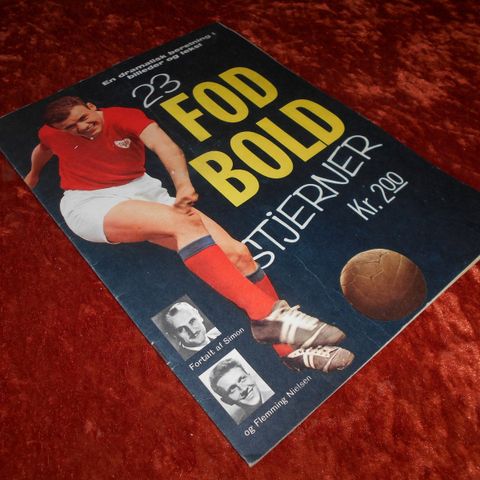 En dramatisk beretning i
billeder og tekst
23
FOD
BOLD
STJERNER
Kr. 2.00
Fortalt af Simon
og Flemming Nielsen